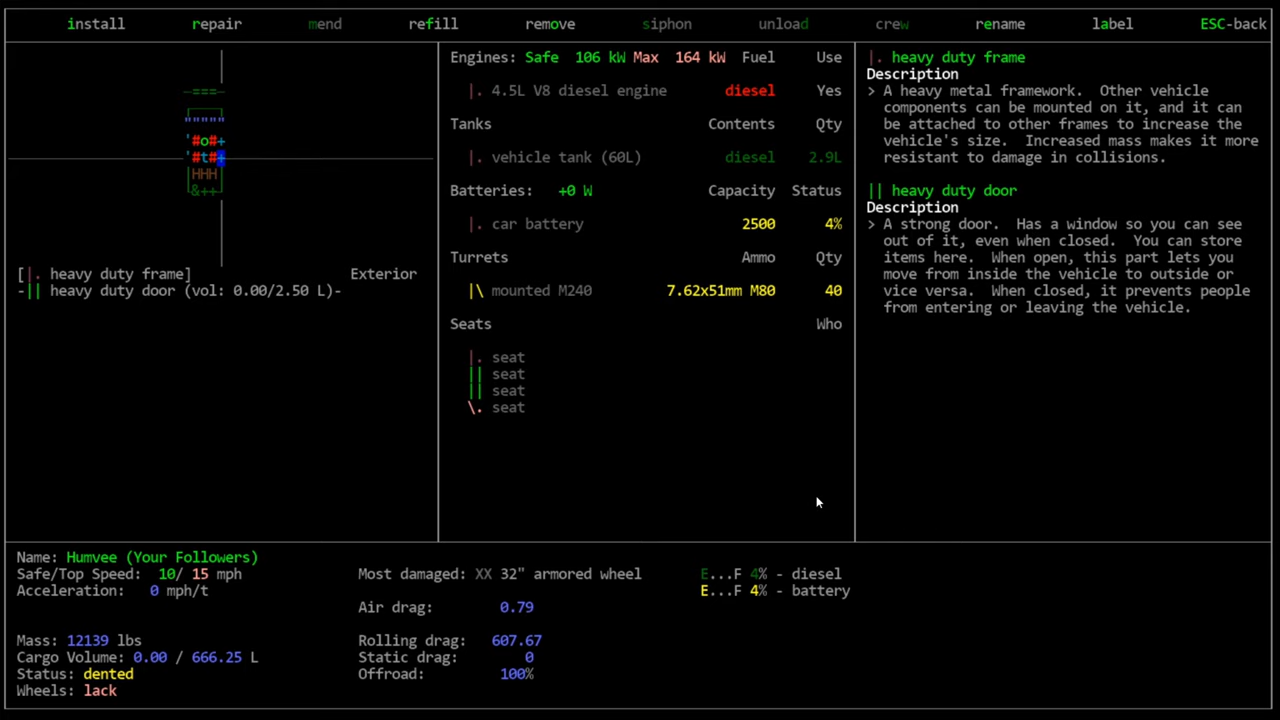 install repair mend refill remove siphon unload crew rename label ESC-back
[|. heavy duty frame] Exterior
-|| heavy duty door (vol: 0.00/2.50 L)-
Engines: Safe 106 kW Max 164 kW Fuel Use
|. 4.5L V8 diesel engine diesel Yes
Tanks Contents Qty
|. vehicle tank (60L) diesel 2.9L
Batteries: +0 W Capacity Status
|. car battery 2500 4%
Turrets Ammo Qty
|\ mounted M240 7.62x51mm M80 40
Seats Who
|. seat
|| seat
|| seat
\. seat
|. heavy duty frame
Description
> A heavy metal framework. Other vehicle
components can be mounted on it, and it can
be attached to other frames to increase the
vehicle's size. Increased mass makes it more
resistant to damage in collisions.
|| heavy duty door
Description
> A strong door. Has a window so you can see
out of it, even when closed. You can store
items here. When open, this part lets you
move from inside the vehicle to outside or
vice versa. When closed, it prevents people
from entering or leaving the vehicle.
Name: Humvee (Your Followers)
Safe/Top Speed: 10/ 15 mph
Acceleration: 0 mph/t
Mass: 12139 lbs
Cargo Volume: 0.00 / 666.25 L
Status: dented
Wheels: lack
Most damaged: XX 32" armored wheel
Air drag: 0.79
Rolling drag: 607.67
Static drag: 0
Offroad: 100%
E...F 4% - diesel
E...F 4% - battery